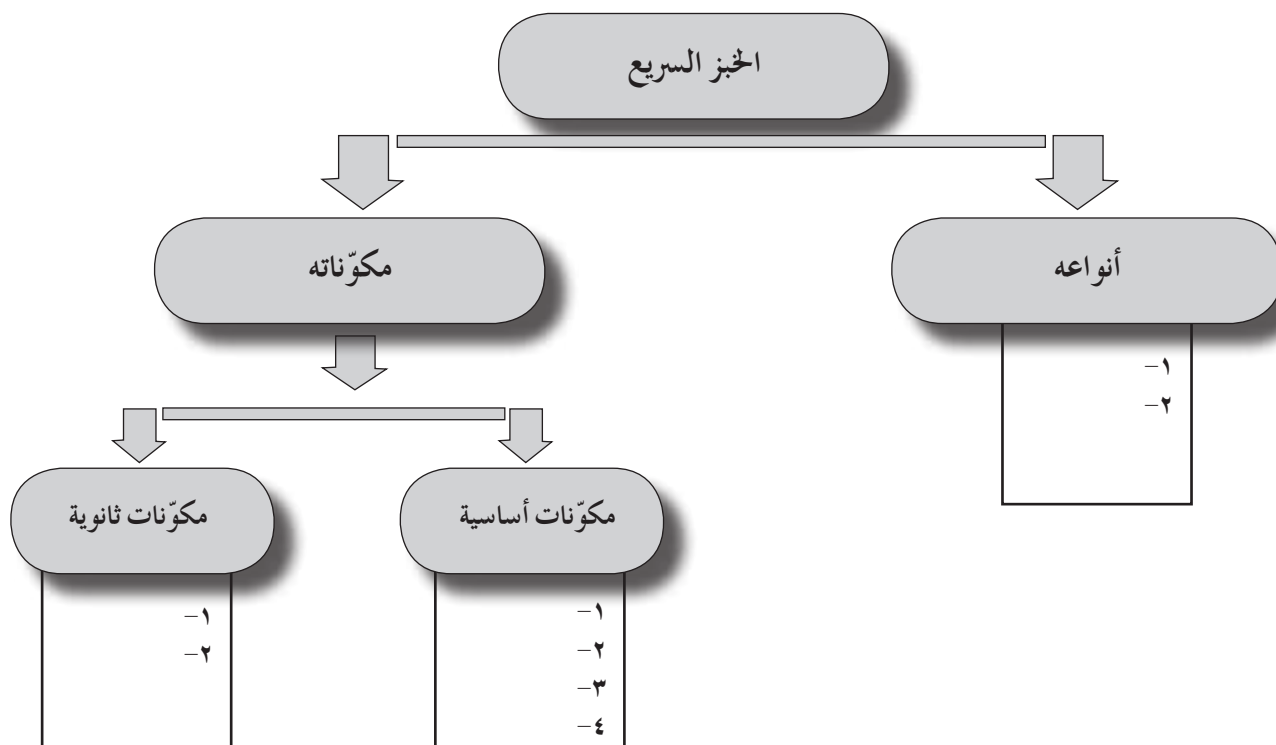 الخبز السريع
أنواعه
١-
٢-
مكوّناته
مكوّنات أساسية
١-
٢-
٣-
٤-
مكوّنات ثانوية
١-
٢-